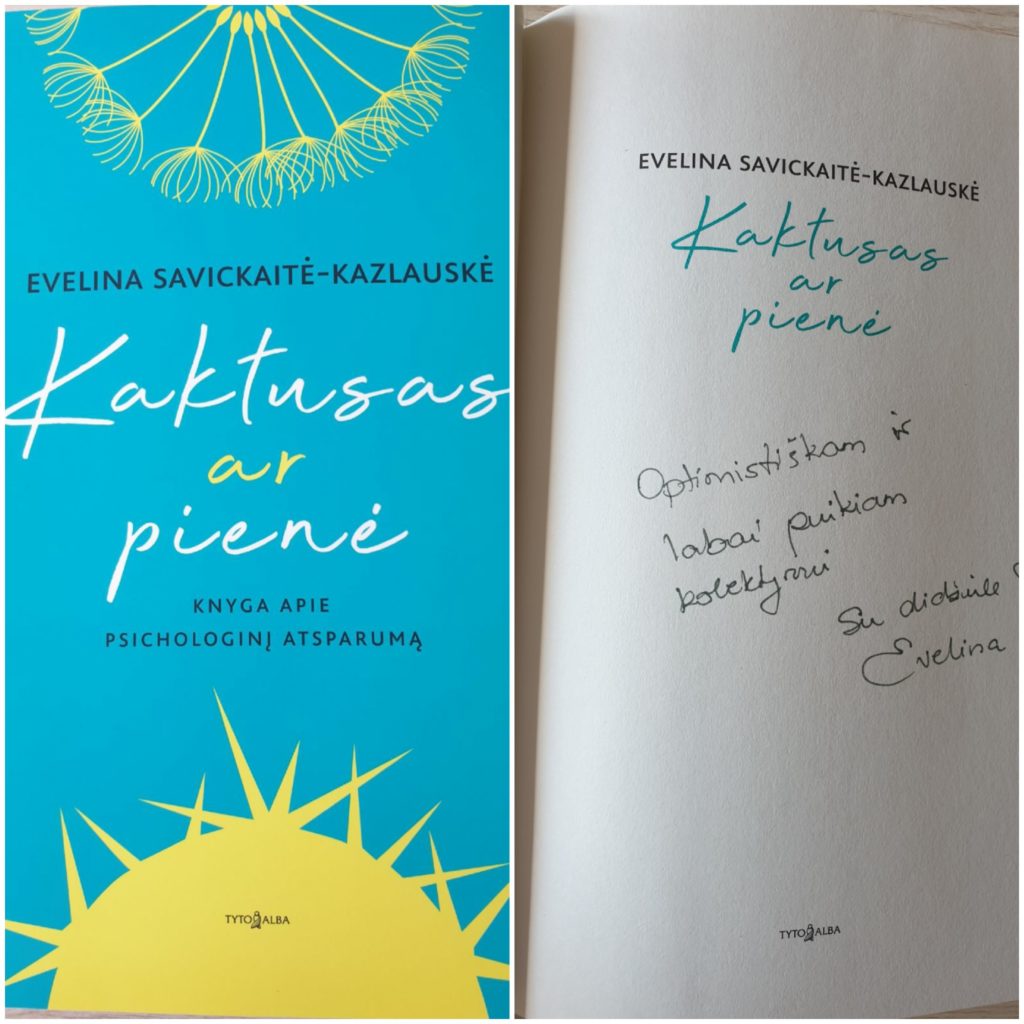 EVELINA SAVICKAITĖ-KAZLAUSKĖ
Kaktusas
ar
pienė
KNYGA APIE
PSICHOLOGINĮ ATSPARUMĄ
TYTO ALBA
EVELINA SAVICKAITĖ-KAZLAUSKĖ
Kaktusas
ar
pienė
Optimistiškam ir
labai puikiam
kolektyvui
Su didžiule
Evelina
TYTO ALBA